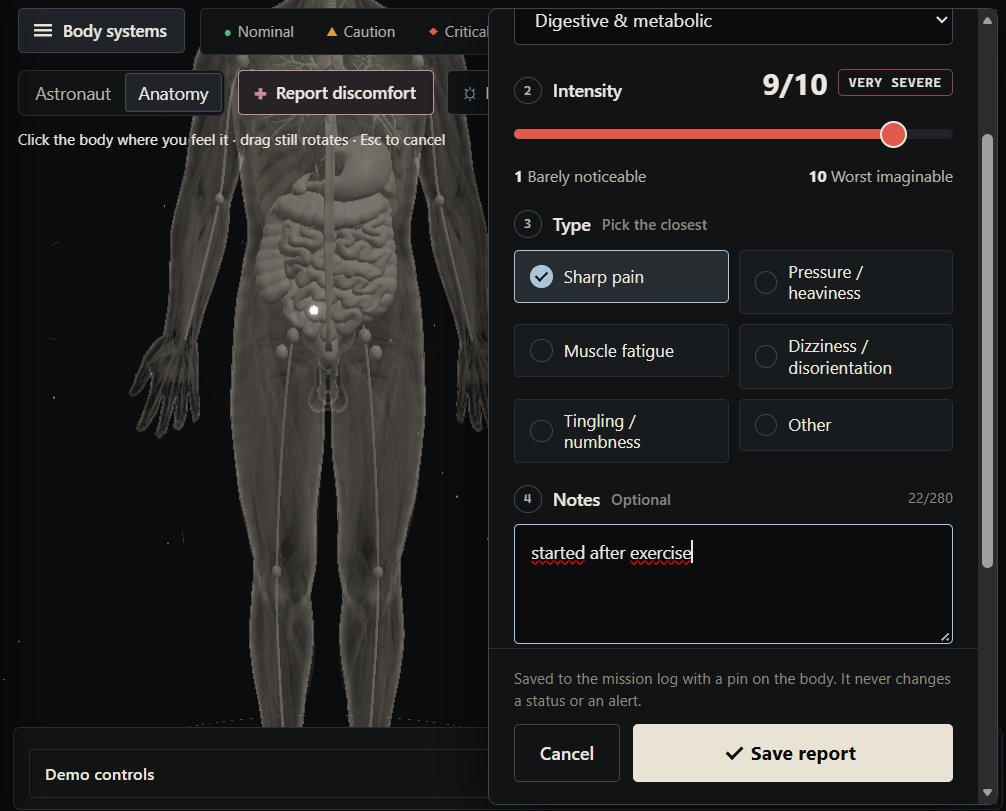 Body systems
Nominal
Caution
Critical
Astronaut
Anatomy
Report discomfort
Click the body where you feel it · drag still rotates · Esc to cancel
Digestive & metabolic
2 Intensity
9/10 VERY SEVERE
1 Barely noticeable
10 Worst imaginable
3 Type Pick the closest
Sharp pain
Pressure /
heaviness
Muscle fatigue
Dizziness /
disorientation
Tingling /
numbness
Other
4 Notes Optional
22/280
started after exercise
Saved to the mission log with a pin on the body. It never changes
a status or an alert.
Cancel
Save report
Demo controls